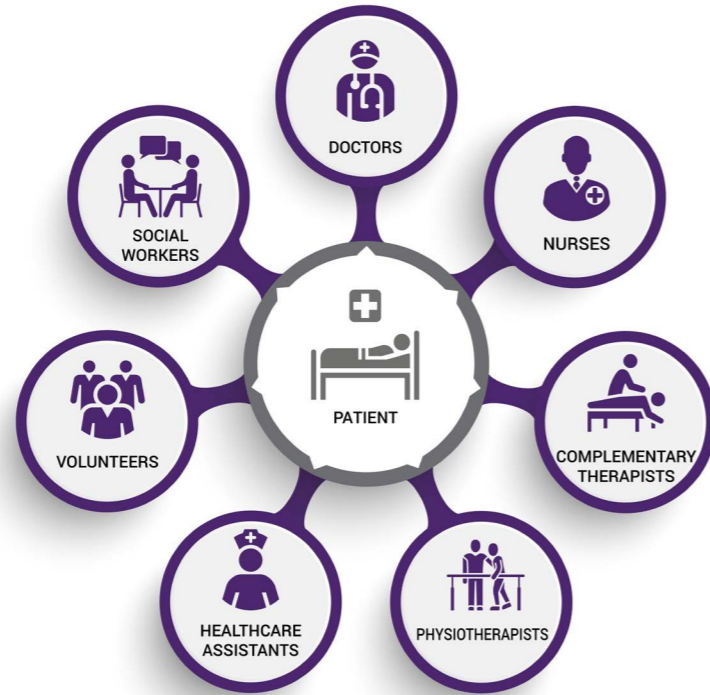 DOCTORS
NURSES
COMPLEMENTARY
THERAPISTS
PHYSIOTHERAPISTS
HEALTHCARE
ASSISTANTS
VOLUNTEERS
SOCIAL
WORKERS
PATIENT